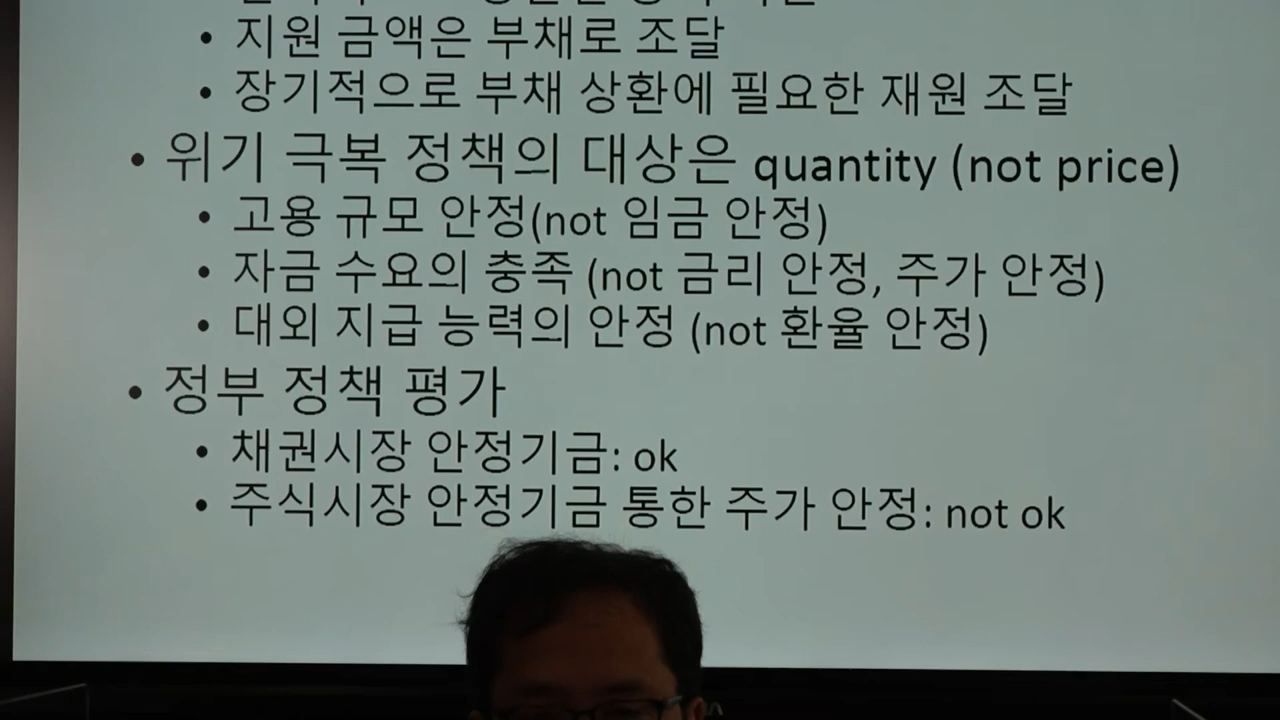 • 지원 금액은 부채로 조달
• 장기적으로 부채 상환에 필요한 재원 조달
• 위기 극복 정책의 대상은 quantity (not price)
• 고용 규모 안정(not 임금 안정)
• 자금 수요의 충족 (not 금리 안정, 주가 안정)
• 대외 지급 능력의 안정 (not 환율 안정)
• 정부 정책 평가
• 채권시장 안정기금: ok
• 주식시장 안정기금 통한 주가 안정: not ok